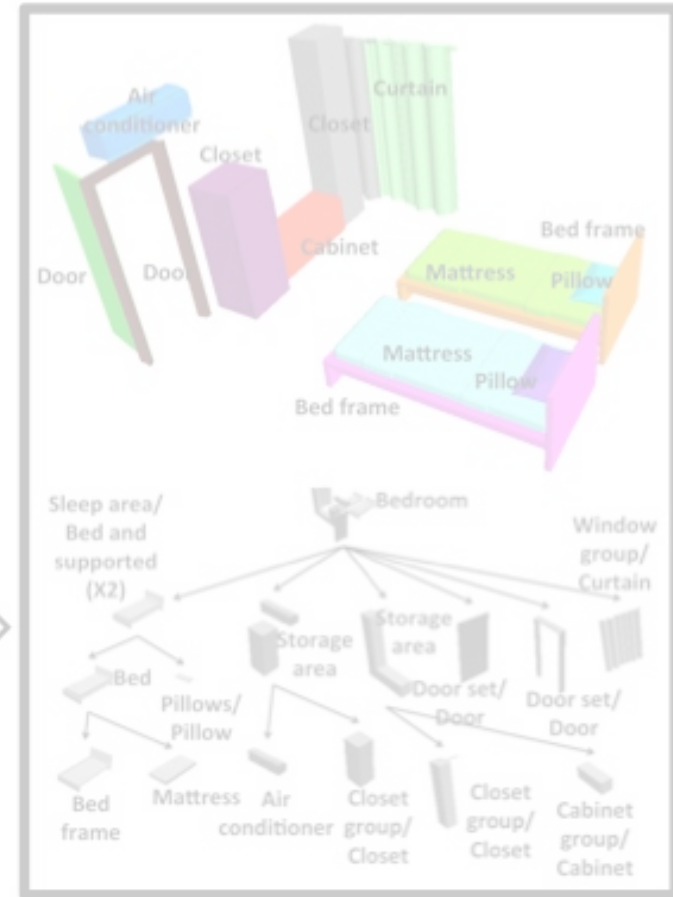 Curtain
Air
conditioner
Closet
Closet
Bed frame
Cabinet
Door
Door
Mattress
Pillow
Mattress
Pillow
Bed frame
Sleep area/
Bed and
supported
(X2)
Bedroom
Window
group/
Curtain
Storage
area
Storage
area
Bed
Pillows/
Pillow
Door set/
Door
Door set/
Door
Bed
frame
Mattress
Air
conditioner
Closet
group/
Closet
Closet
group/
Closet
Cabinet
group/
Cabinet